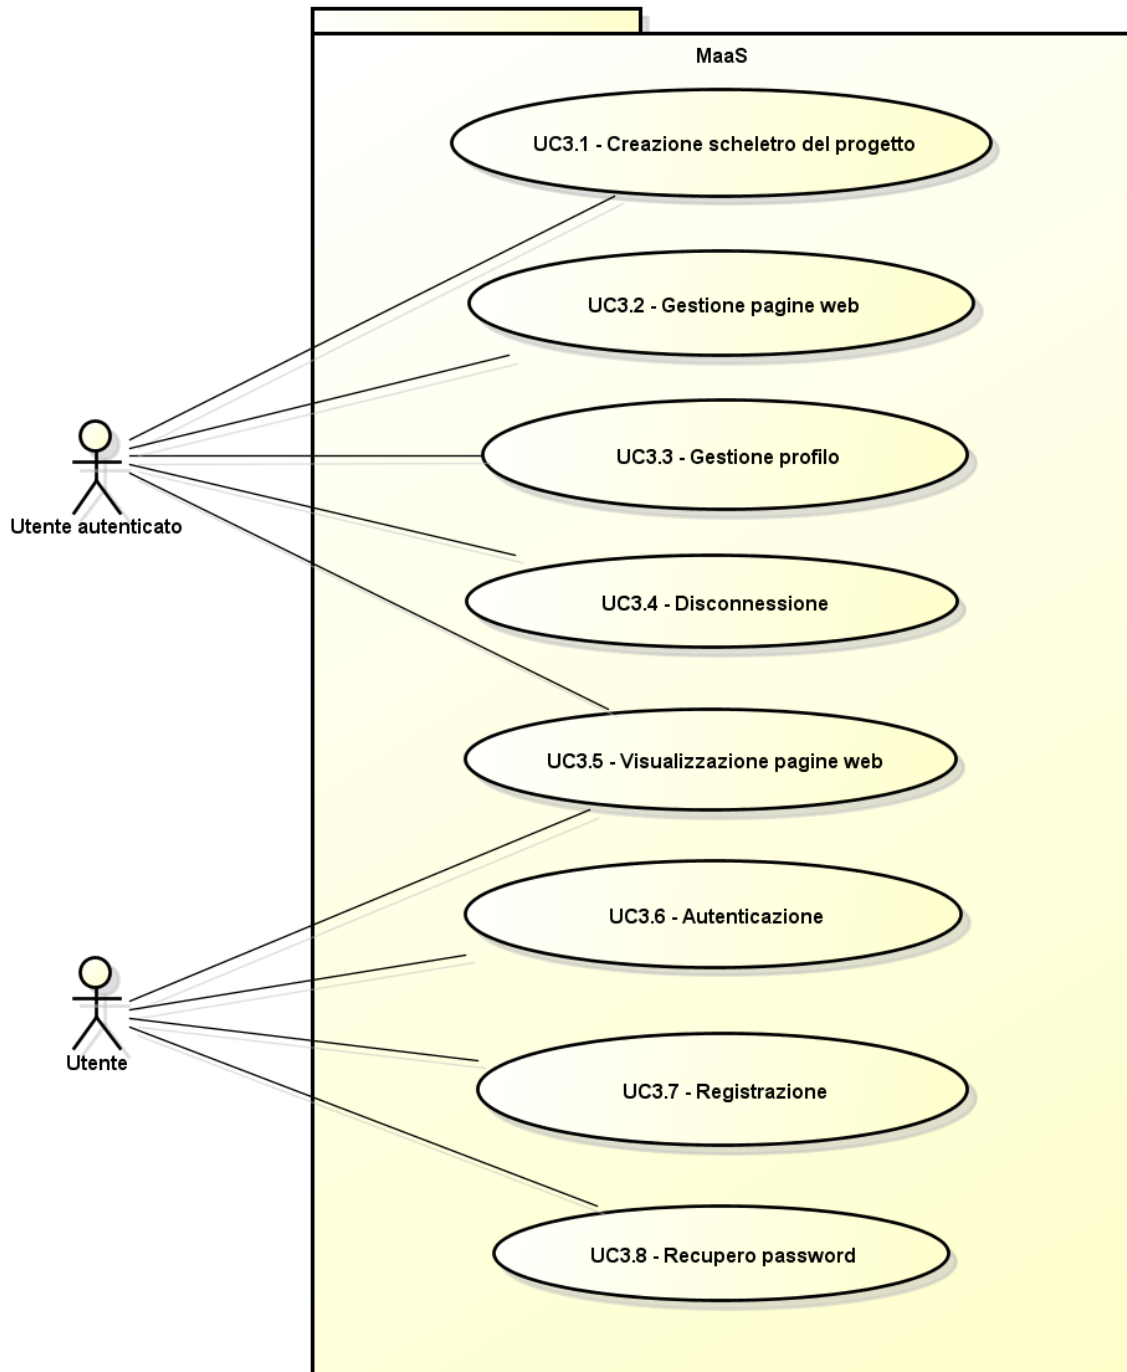 MaaS
UC3.1 - Creazione scheletro del progetto
UC3.2 - Gestione pagine web
UC3.3 - Gestione profilo
Utente autenticato
UC3.4 - Disconnessione
UC3.5 - Visualizzazione pagine web
UC3.6 - Autenticazione
Utente
UC3.7 - Registrazione
UC3.8 - Recupero password